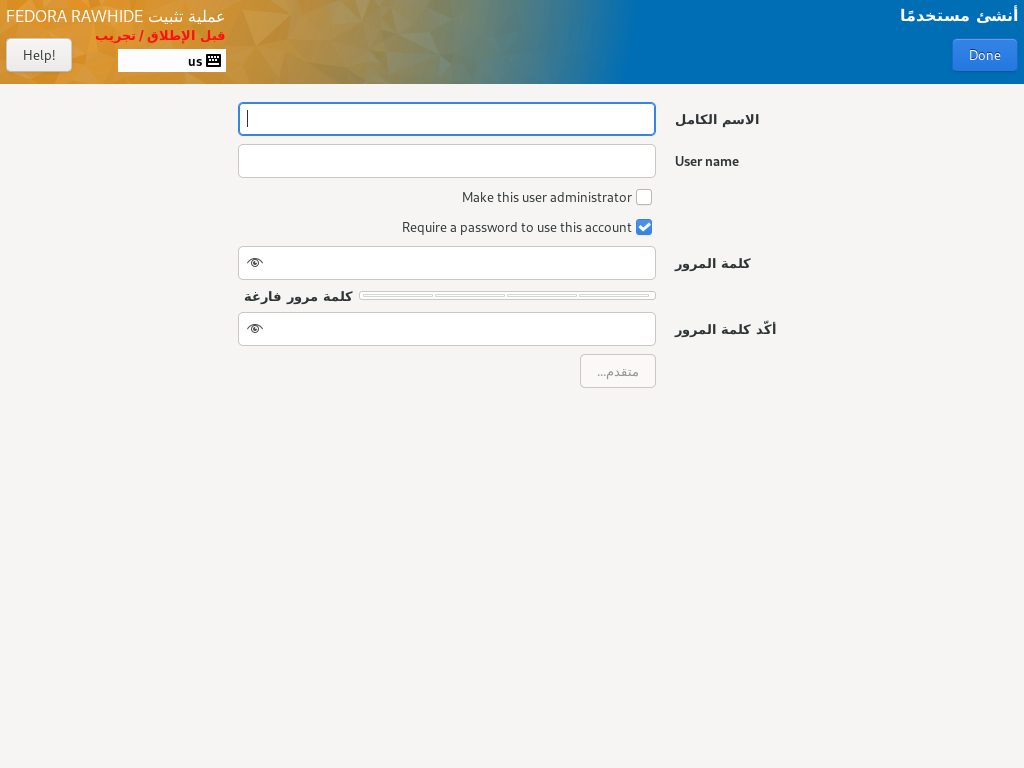 أنشئ مستخدمًا
Done
عملية تثبيت FEDORA RAWHIDE
قبل الإطلاق / تجريب
us
Help!
الاسم الكامل
User name
Make this user administrator
Require a password to use this account
كلمة المرور
كلمة مرور فارغة
أكّد كلمة المرور
متقدم...